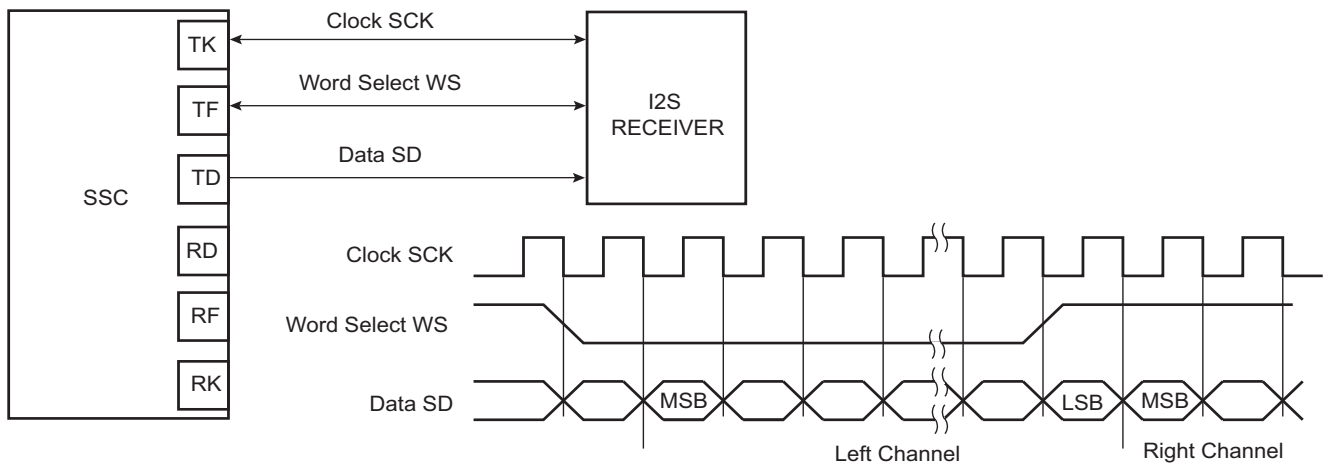 Clock SCK
TK
Word Select WS
TF
I2S
RECEIVER
Data SD
TD
SSC
RD
RF
RK
Clock SCK
Word Select WS
Data SD
MSB
LSB
MSB
Left Channel
Right Channel